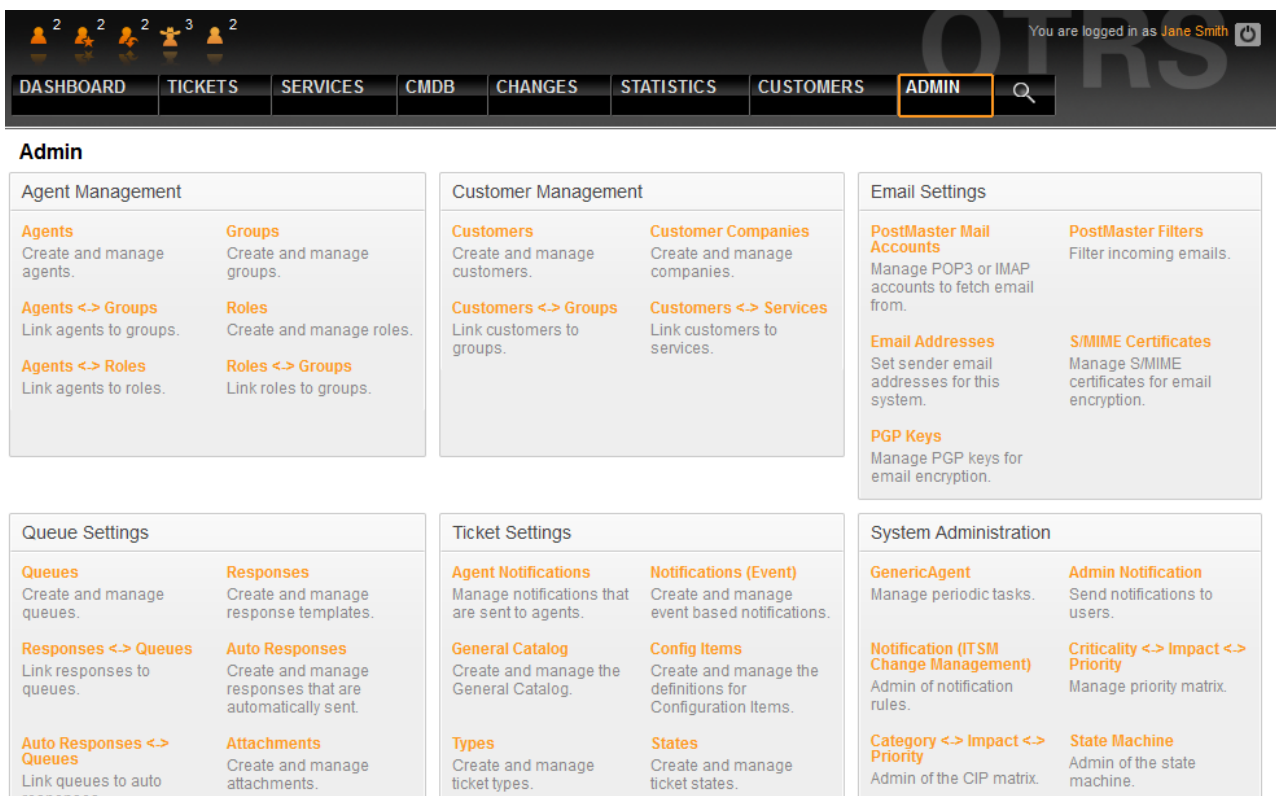 2 2 2 3 2
OTRS
You are logged in as Jane Smith
DASHBOARD TICKETS SERVICES CMDB CHANGES STATISTICS CUSTOMERS ADMIN
Admin
Agent Management
Agents
Create and manage
agents.
Groups
Create and manage
groups.
Agents <-> Groups
Link agents to groups.
Roles
Create and manage roles.
Agents <-> Roles
Link agents to roles.
Roles <-> Groups
Link roles to groups.
Customer Management
Customers
Create and manage
customers.
Customer Companies
Create and manage
companies.
Customers <-> Groups
Link customers to
groups.
Customers <-> Services
Link customers to
services.
Email Settings
PostMaster Mail
Accounts
Manage POP3 or IMAP
accounts to fetch email
from.
PostMaster Filters
Filter incoming emails.
Email Addresses
Set sender email
addresses for this
system.
S/MIME Certificates
Manage S/MIME
certificates for email
encryption.
PGP Keys
Manage PGP keys for
email encryption.
Queue Settings
Queues
Create and manage
queues.
Responses
Create and manage
response templates.
Responses <-> Queues
Link responses to
queues.
Auto Responses
Create and manage
responses that are
automatically sent.
Auto Responses <->
Queues
Link queues to auto
Attachments
Create and manage
attachments.
Ticket Settings
Agent Notifications
Manage notifications that
are sent to agents.
Notifications (Event)
Create and manage
event based notifications.
General Catalog
Create and manage the
General Catalog.
Config Items
Create and manage the
definitions for
Configuration Items.
Types
Create and manage
ticket types.
States
Create and manage
ticket states.
System Administration
GenericAgent
Manage periodic tasks.
Admin Notification
Send notifications to
users.
Notification (ITSM
Change Management)
Admin of notification
rules.
Criticality <-> Impact <->
Priority
Manage priority matrix.
Category <-> Impact <->
Priority
Admin of the CIP matrix.
State Machine
Admin of the state
machine.